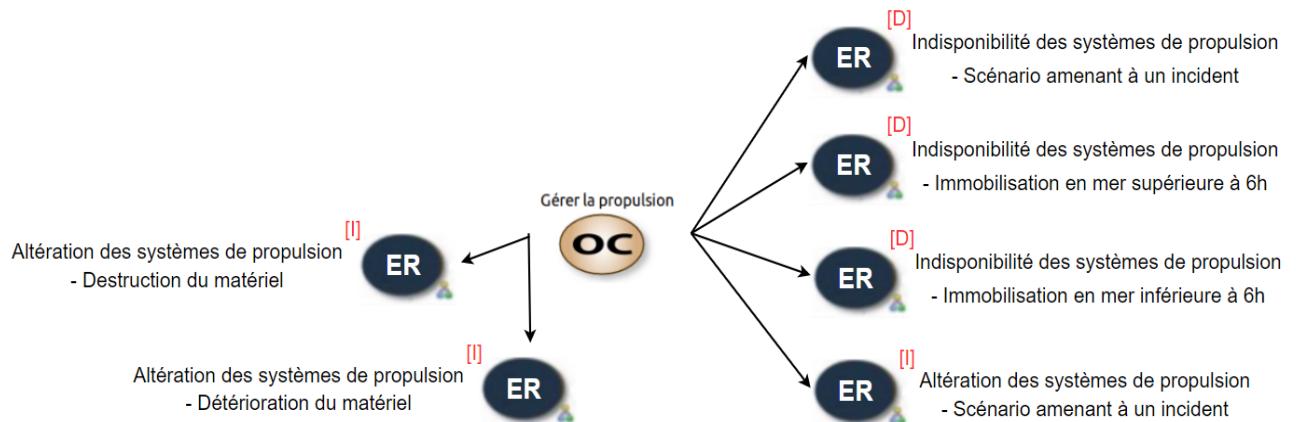 [D]
ER
Indisponibilité des systèmes de propulsion
- Scénario amenant à un incident
[D]
ER
Indisponibilité des systèmes de propulsion
- Immobilisation en mer supérieure à 6h
Gérer la propulsion
OC
[I]
Altération des systèmes de propulsion
- Destruction du matériel
ER
[D]
ER
Indisponibilité des systèmes de propulsion
- Immobilisation en mer inférieure à 6h
[I]
Altération des systèmes de propulsion
- Détérioration du matériel
ER
[I]
ER
Altération des systèmes de propulsion
- Scénario amenant à un incident